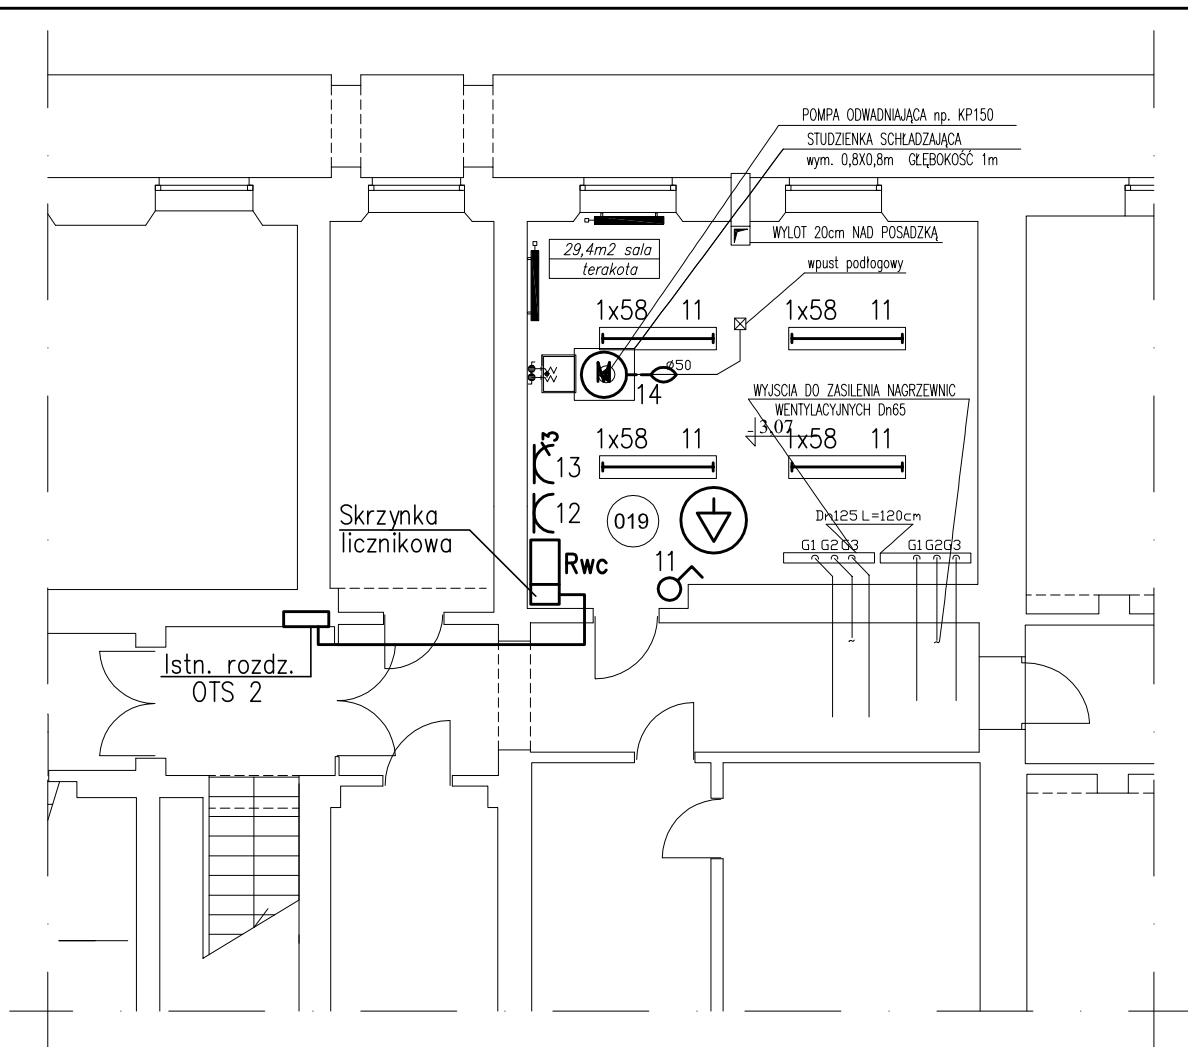 POMPA ODWADNIAJĄCA np. KP150
STUDZIENKA SCHŁADZAJĄCA
wym. 0,8X0,8m GŁĘBOKOŚĆ 1m
WYLOT 20cm NAD POSADZKĄ
29,4m2 sala
terakota
wpust podłogowy
1x58 11
1x58 11
ø50
14
WYJSCIA DO ZASILENIA NAGRZEWNIC
WENTYLACYJNYCH Dn65
-3,07
x3
1x58 11
1x58 11
13
Skrzynka
licznikowa
12
019
Dn125 L=120cm
G1 G2 G3
G1 G2 G3
Rwc
11
Istn. rozdz.
OTS 2